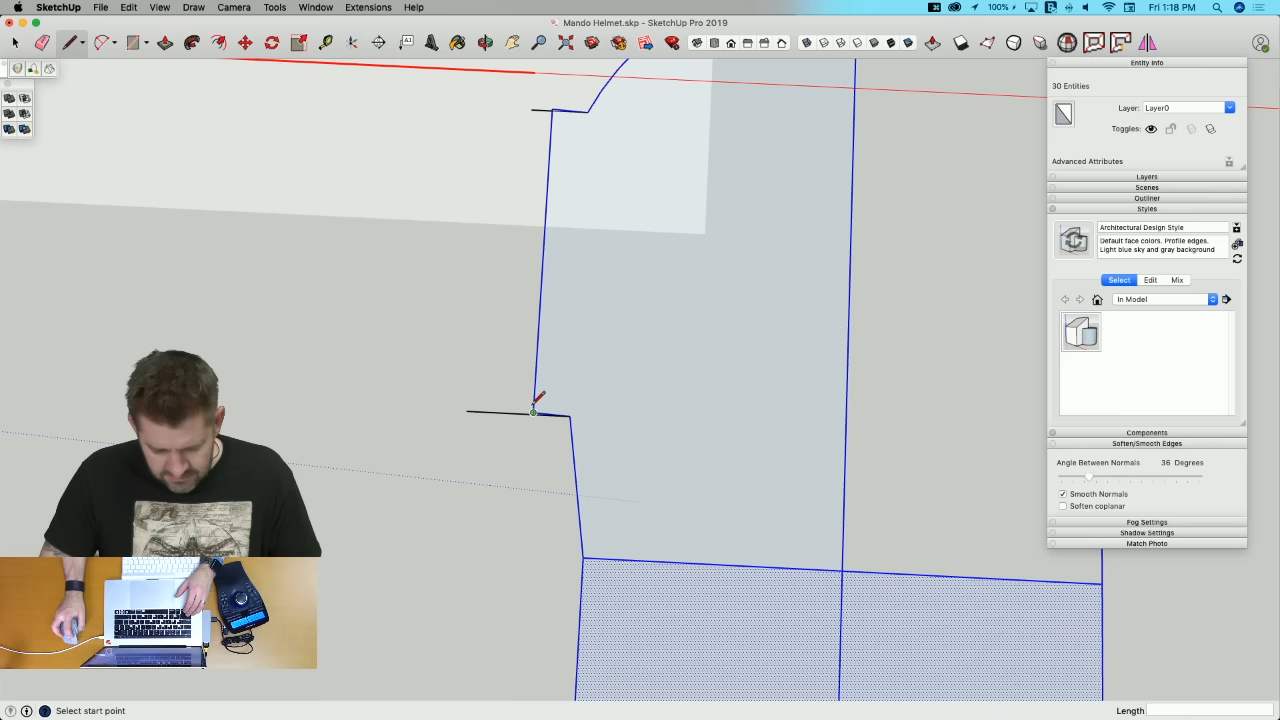 SketchUp File Edit View Draw Camera Tools Window Extensions Help 100% Fri 1:18 PM
Mando Helmet.skp - SketchUp Pro 2019
Entity Info
30 Entities
Layer: Layer0
Toggles:
Advanced Attributes
Layers
Scenes
Outliner
Styles
Architectural Design Style
Default face colors. Profile edges.
Light blue sky and gray background
Select Edit Mix
In Model
Components
Soften/Smooth Edges
Angle Between Normals 36 Degrees
Smooth Normals
Soften coplanar
Fog Settings
Shadow Settings
Match Photo
Select start point
Length